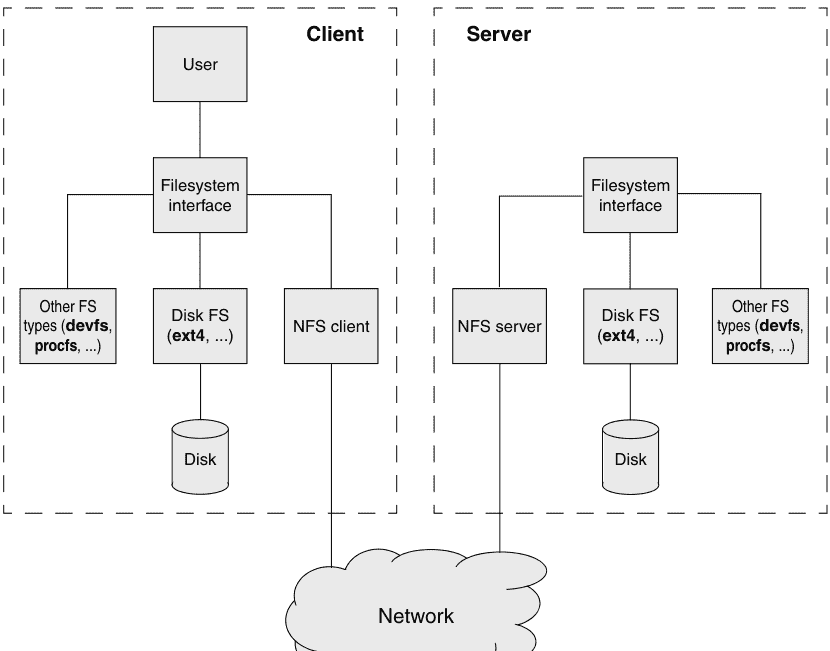 Client
User
Filesystem
interface
Other FS
types (devfs,
procfs, ...)
Disk FS
(ext4, ...)
NFS client
Disk
Server
Filesystem
interface
NFS server
Disk FS
(ext4, ...)
Other FS
types (devfs,
procfs, ...)
Disk
Network